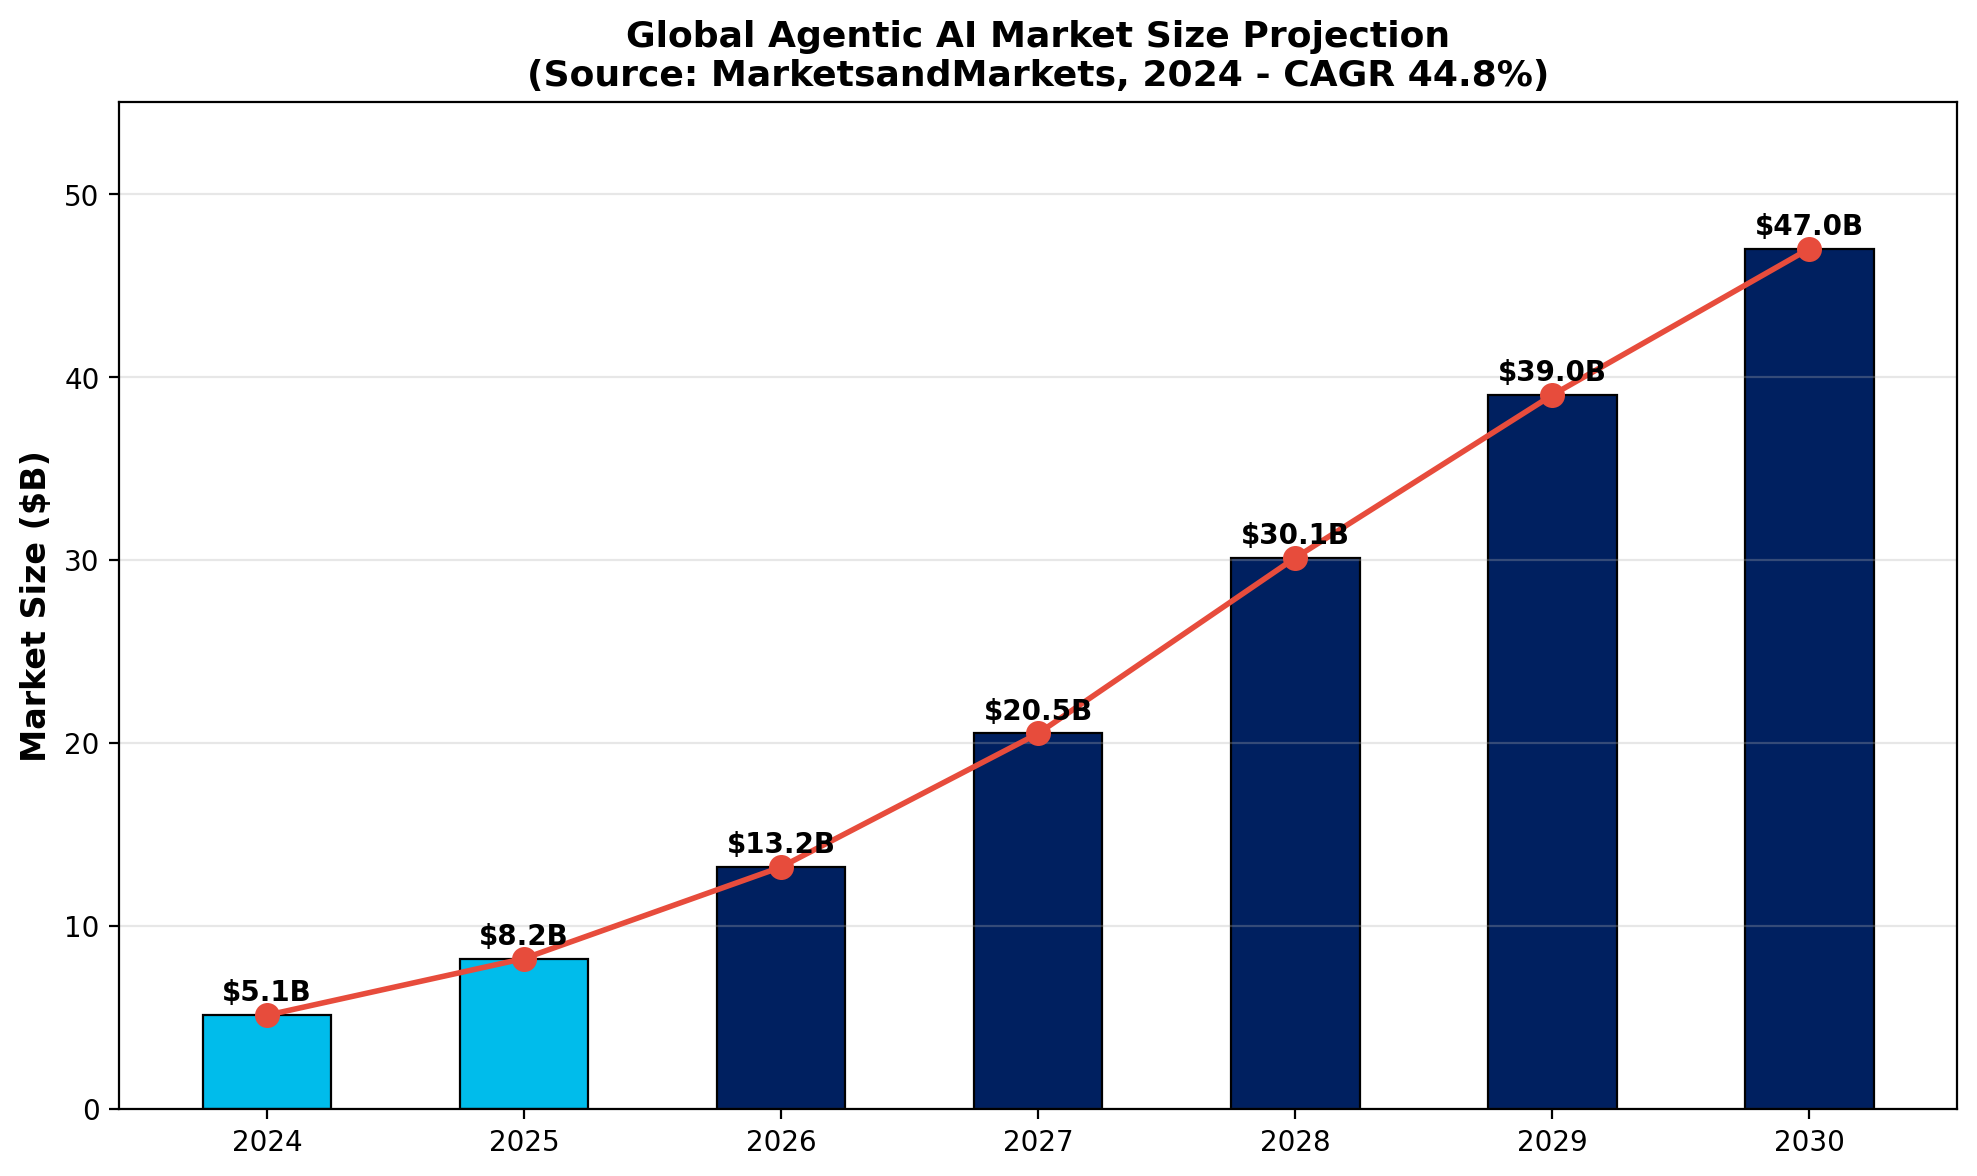 Global Agentic AI Market Size Projection
(Source: MarketsandMarkets, 2024 - CAGR 44.8%)
Market Size ($B)
50
40
30
20
10
0
$5.1B
$8.2B
$13.2B
$20.5B
$30.1B
$39.0B
$47.0B
2024
2025
2026
2027
2028
2029
2030